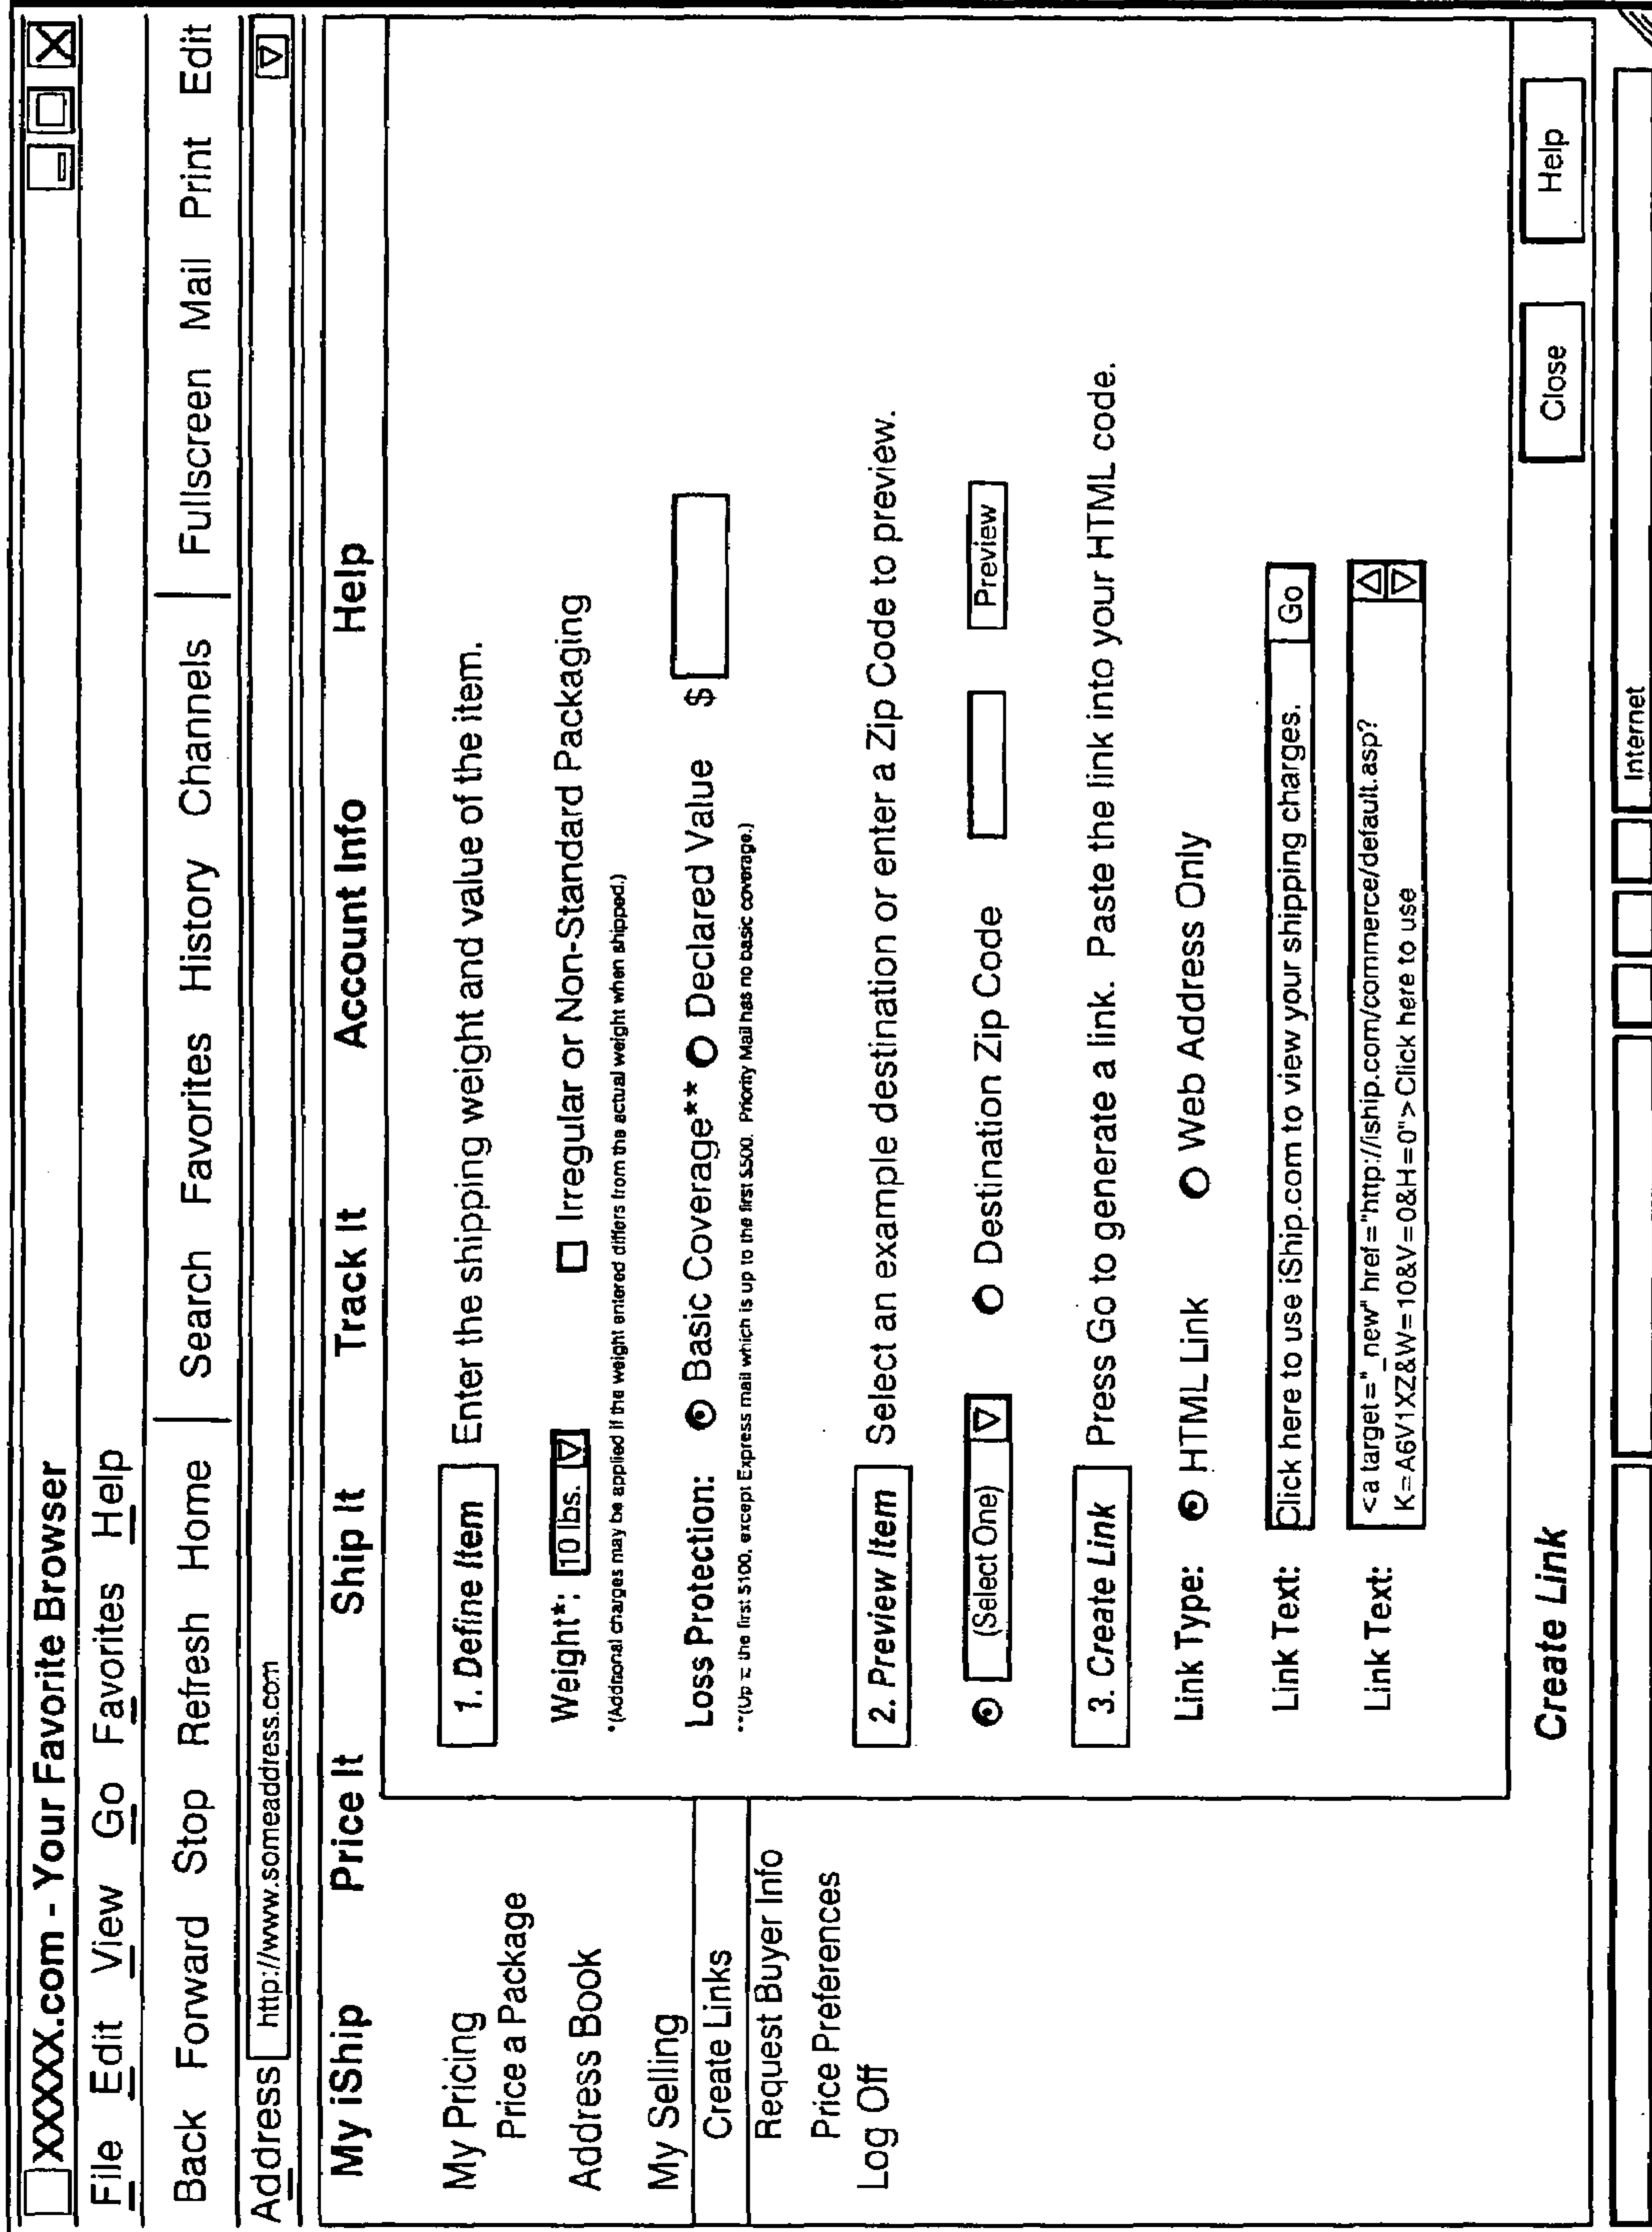 XXXXX.com - Your Favorite Browser
File Edit View Go Favorites Help
Back Forward Stop Refresh Home | Search Favorites History Channels | Fullscreen Mail Print Edit
Address http://www.someaddress.com
My iShip Price It Ship It Track It Account Info Help
My Pricing
Price a Package
Address Book
My Selling
Create Links
Request Buyer Info
Price Preferences
Log Off
1. Define Item Enter the shipping weight and value of the item.
Weight*: 10 lbs. Irregular or Non-Standard Packaging
*(Additional charges may be applied if the weight entered differs from the actual weight when shipped.)
Loss Protection: Basic Coverage** Declared Value $
**(Up = the first $100, except Express mail which is up to the first $500. Priority Mail has no basic coverage.)
2. Preview Item Select an example destination or enter a Zip Code to preview.
(Select One) Destination Zip Code Preview
3. Create Link Press Go to generate a link. Paste the link into your HTML code.
Link Type: HTML Link Web Address Only
Link Text: Click here to use iShip.com to view your shipping charges. Go
Link Text: <a target="_new" href="http://iship.com/commerce/default.asp?
K=A6V1XZ&W=10&V=0&H=0"> Click here to use
Create Link Close Help
Internet